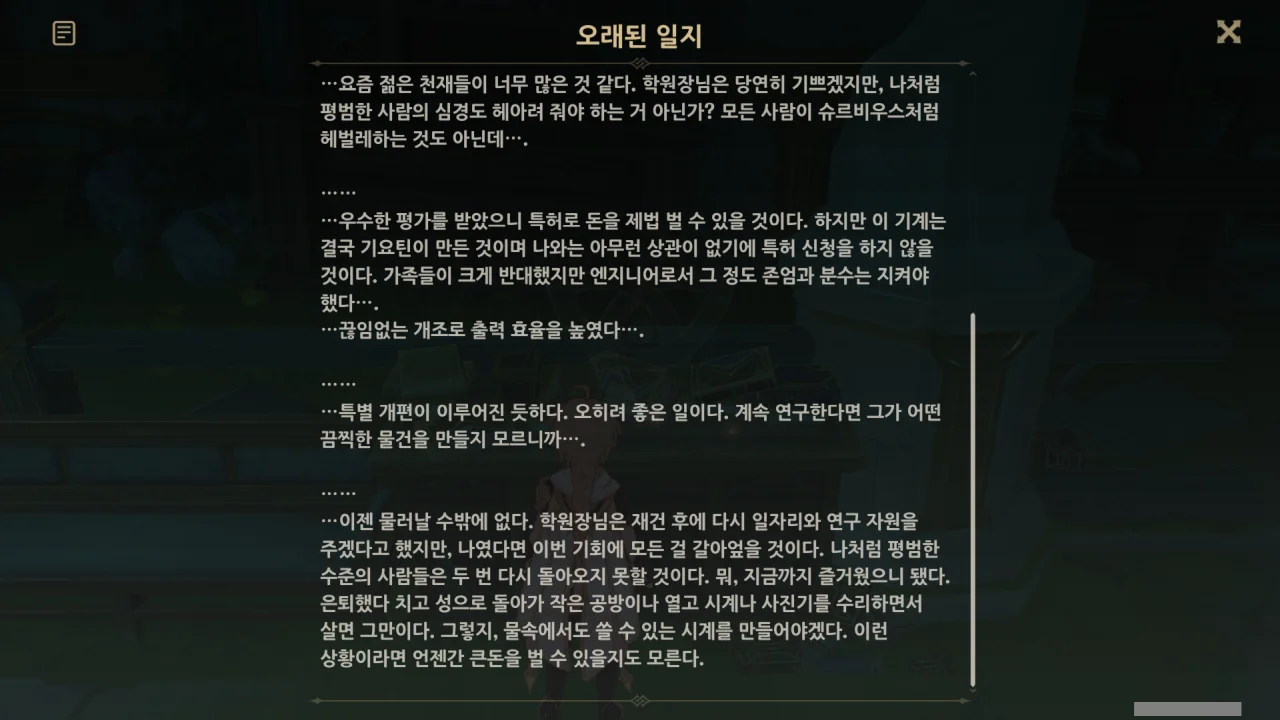 오래된 일지
…요즘 젊은 천재들이 너무 많은 것 같다. 학원장님은 당연히 기쁘겠지만, 나처럼
평범한 사람의 심경도 헤아려 줘야 하는 거 아닌가? 모든 사람이 슈르비우스처럼
헤벌레하는 것도 아닌데….
……
…우수한 평가를 받았으니 특허로 돈을 제법 벌 수 있을 것이다. 하지만 이 기계는
결국 기요틴이 만든 것이며 나와는 아무런 상관이 없기에 특허 신청을 하지 않을
것이다. 가족들이 크게 반대했지만 엔지니어로서 그 정도 존엄과 분수는 지켜야
했다….
…끊임없는 개조로 출력 효율을 높였다….
……
…특별 개편이 이루어진 듯하다. 오히려 좋은 일이다. 계속 연구한다면 그가 어떤
끔찍한 물건을 만들지 모르니까….
……
…이젠 물러날 수밖에 없다. 학원장님은 재건 후에 다시 일자리와 연구 자원을
주겠다고 했지만, 나였다면 이번 기회에 모든 걸 갈아엎을 것이다. 나처럼 평범한
수준의 사람들은 두 번 다시 돌아오지 못할 것이다. 뭐, 지금까지 즐거웠으니 됐다.
은퇴했다 치고 성으로 돌아가 작은 공방이나 열고 시계나 사진기를 수리하면서
살면 그만이다. 그렇지, 물속에서도 쓸 수 있는 시계를 만들어야겠다. 이런
상황이라면 언젠간 큰돈을 벌 수 있을지도 모른다.